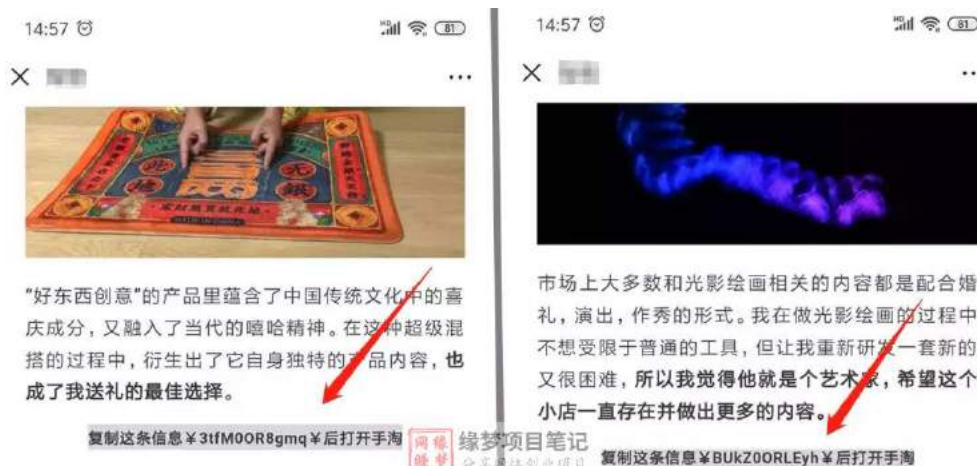 14:57
HD
81
"好东西创意"的产品里蕴含了中国传统文化中的喜
庆成分，又融入了当代的嘻哈精神。在这种超级混
搭的过程中，衍生出了它自身独特的产品内容，也
成了我送礼的最佳选择。
复制这条信息￥3tfM0OR8gmq￥后打开手淘
14:57
HD
81
市场上大多数和光影绘画相关的内容都是配合婚
礼，演出，作秀的形式。我在做光影绘画的过程中
不想受限于普通的工具，但让我重新研发一套新的
又很困难，所以我觉得他就是个艺术家，希望这个
小店一直存在并做出更多的内容。
复制这条信息￥BUkZ0ORLEyh￥后打开手淘
缘梦项目笔记